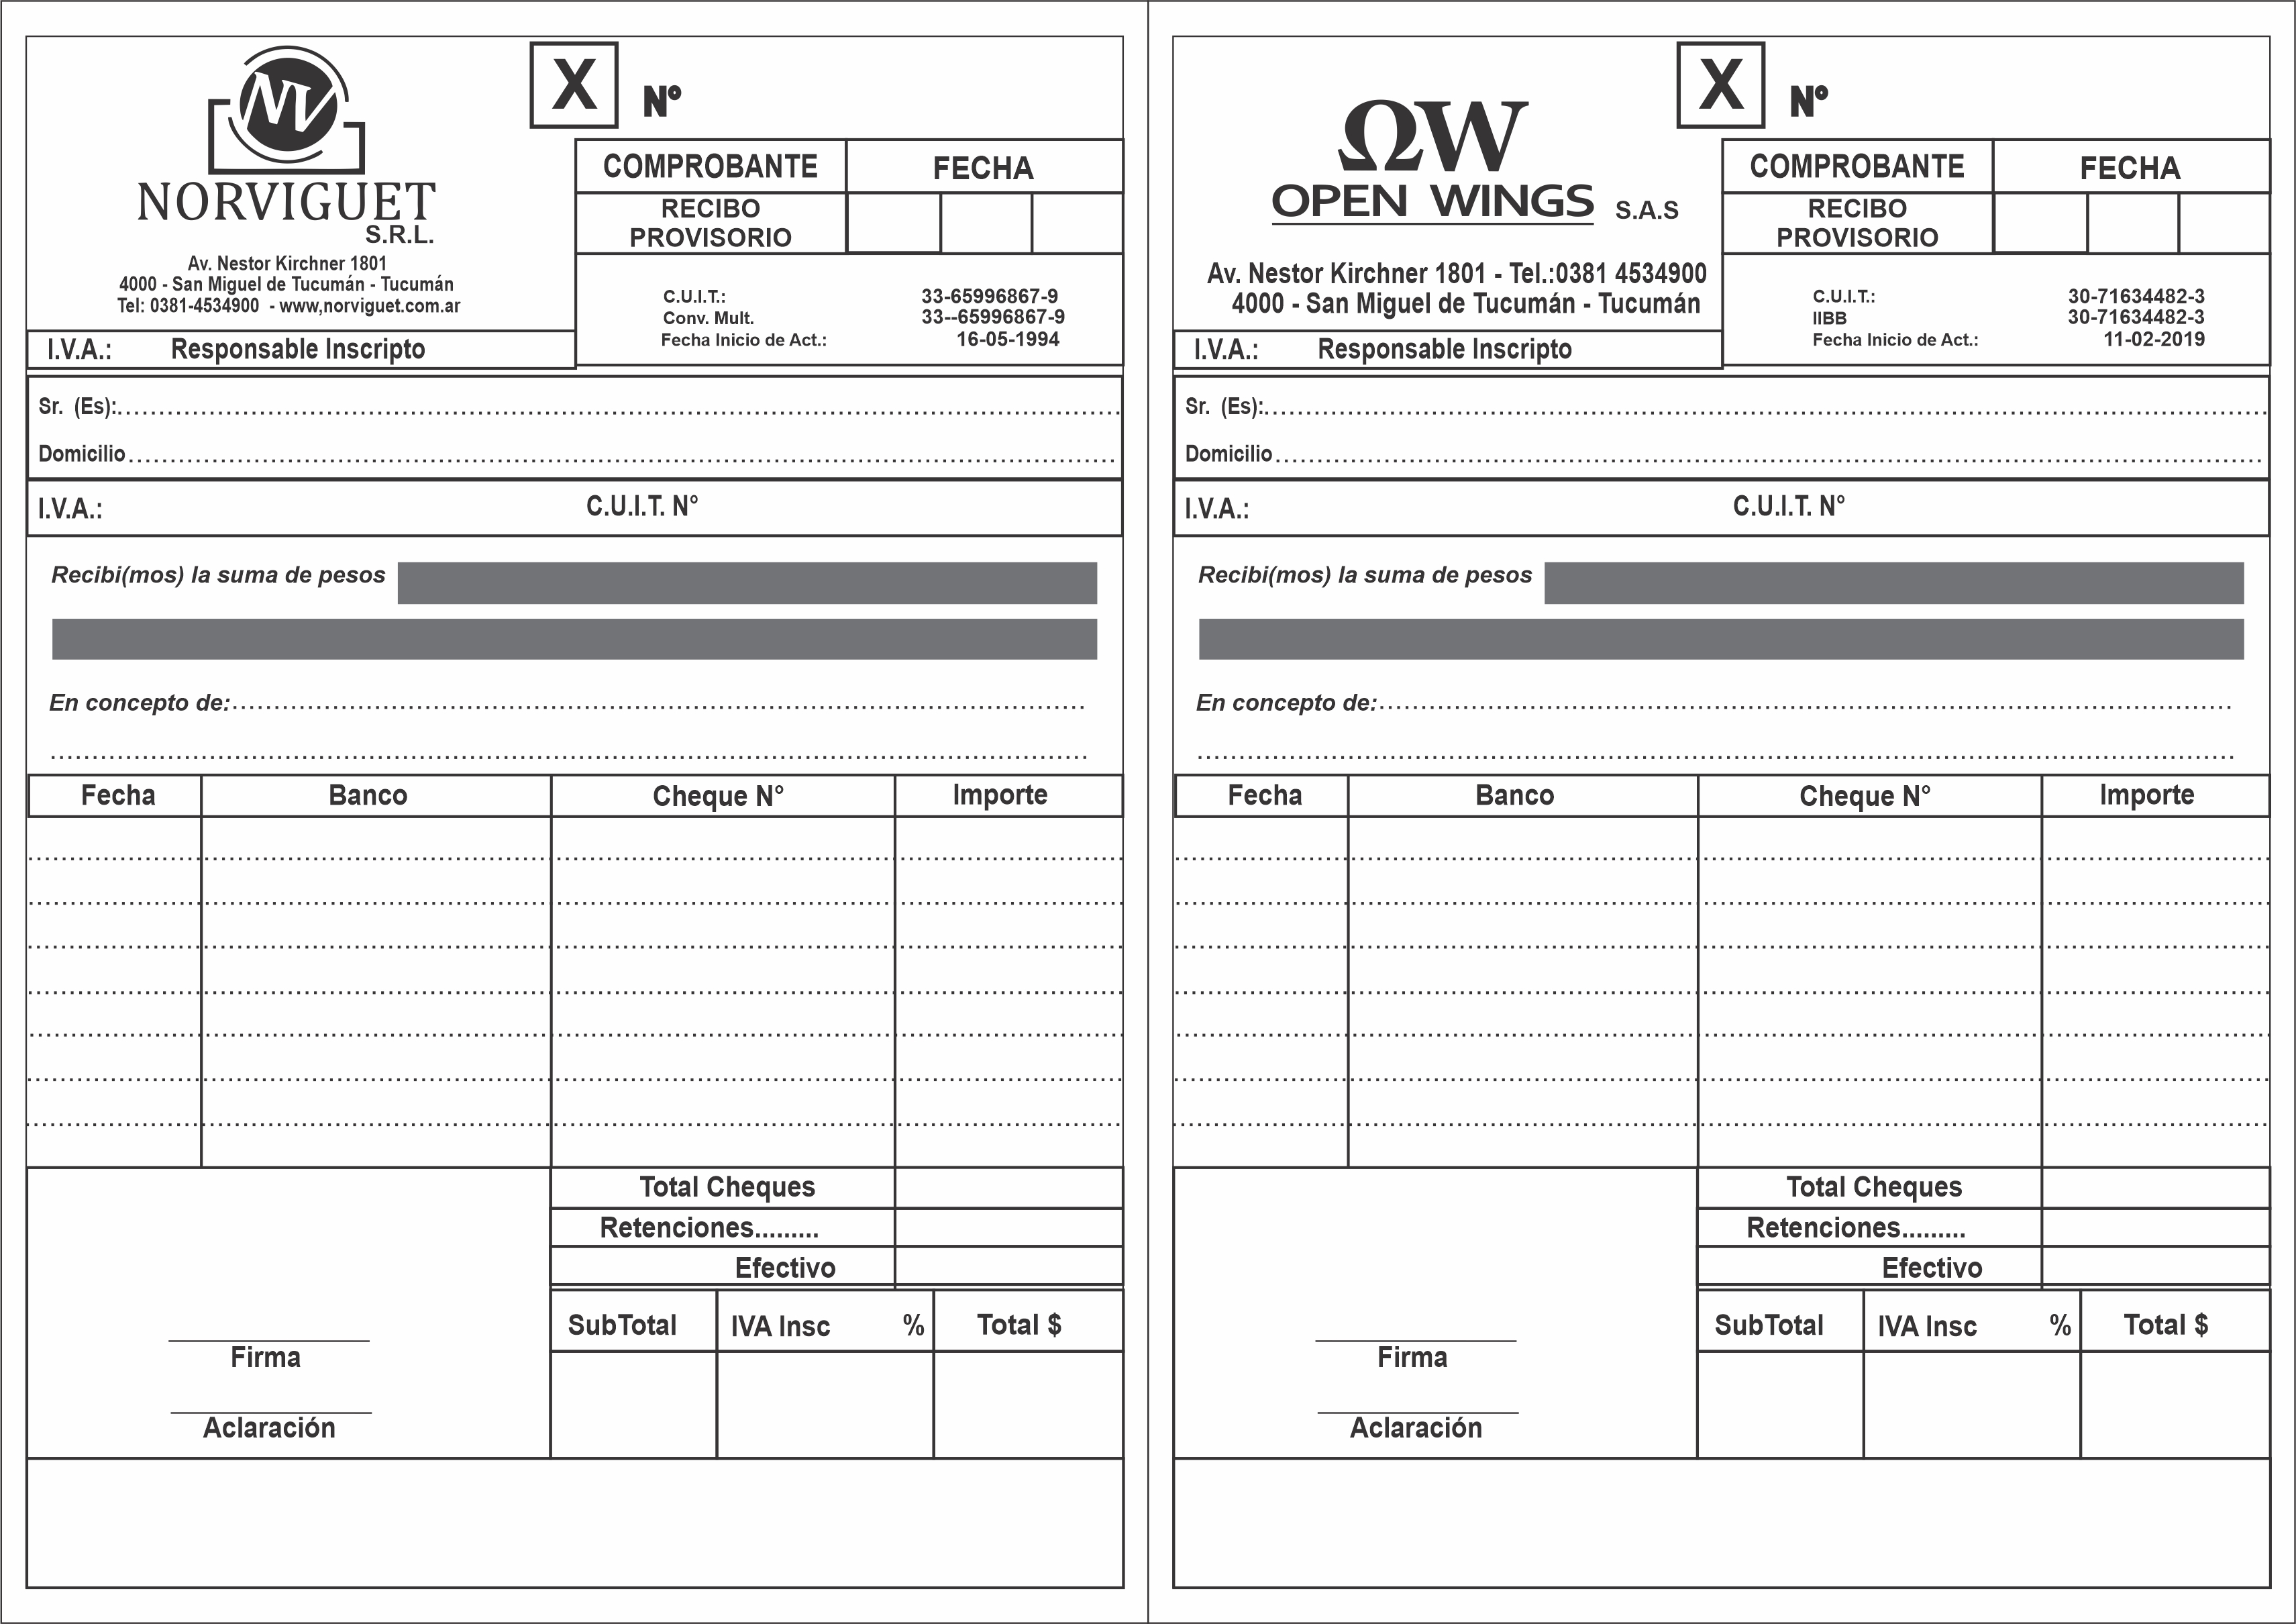 NV
NORVIGUET
S.R.L.
Av. Nestor Kirchner 1801
4000 - San Miguel de Tucumán - Tucumán
Tel: 0381-4534900 - www,norviguet.com.ar
I.V.A.: Responsable Inscripto
X Nº
COMPROBANTE FECHA
RECIBO
PROVISORIO
C.U.I.T.: 33-65996867-9
Conv. Mult. 33--65996867-9
Fecha Inicio de Act.: 16-05-1994
Sr. (Es):
Domicilio
I.V.A.: C.U.I.T. N°
Recibi(mos) la suma de pesos
En concepto de:
Fecha Banco Cheque N° Importe
Total Cheques
Retenciones.........
Efectivo
SubTotal IVA Insc % Total $
Firma
Aclaración
ΩW
OPEN WINGS S.A.S
Av. Nestor Kirchner 1801 - Tel.:0381 4534900
4000 - San Miguel de Tucumán - Tucumán
I.V.A.: Responsable Inscripto
X Nº
COMPROBANTE FECHA
RECIBO
PROVISORIO
C.U.I.T.: 30-71634482-3
IIBB 30-71634482-3
Fecha Inicio de Act.: 11-02-2019
Sr. (Es):
Domicilio
I.V.A.: C.U.I.T. N°
Recibi(mos) la suma de pesos
En concepto de:
Fecha Banco Cheque N° Importe
Total Cheques
Retenciones.........
Efectivo
SubTotal IVA Insc % Total $
Firma
Aclaración